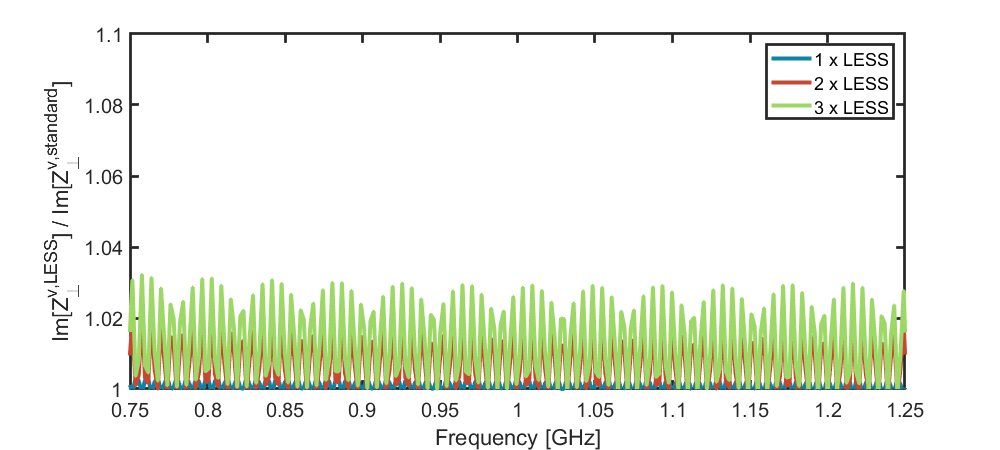 1.1
1.08
1.06
1.04
1.02
1
0.75 0.8 0.85 0.9 0.95 1 1.05 1.1 1.15 1.2 1.25
Frequency [GHz]
Im[Z⊥^v,LESS] / Im[Z⊥^v,standard]
1 x LESS
2 x LESS
3 x LESS